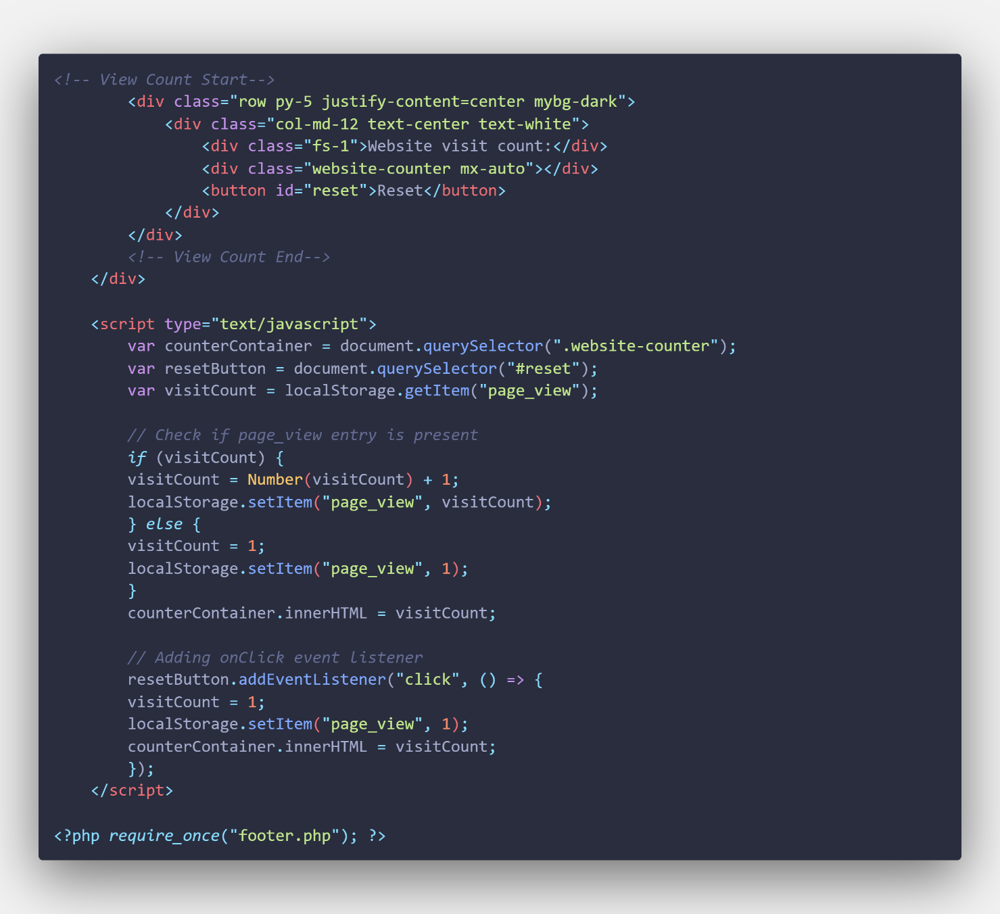 <!-- View Count Start-->
        <div class="row py-5 justify-content=center mybg-dark">
            <div class="col-md-12 text-center text-white">
                <div class="fs-1">Website visit count:</div>
                <div class="website-counter mx-auto"></div>
                <button id="reset">Reset</button>
            </div>
        </div>
        <!-- View Count End-->
    </div>

    <script type="text/javascript">
        var counterContainer = document.querySelector(".website-counter");
        var resetButton = document.querySelector("#reset");
        var visitCount = localStorage.getItem("page_view");

        // Check if page_view entry is present
        if (visitCount) {
        visitCount = Number(visitCount) + 1;
        localStorage.setItem("page_view", visitCount);
        } else {
        visitCount = 1;
        localStorage.setItem("page_view", 1);
        }
        counterContainer.innerHTML = visitCount;

        // Adding onClick event listener
        resetButton.addEventListener("click", () => {
        visitCount = 1;
        localStorage.setItem("page_view", 1);
        counterContainer.innerHTML = visitCount;
        });
    </script>

<?php require_once("footer.php"); ?>